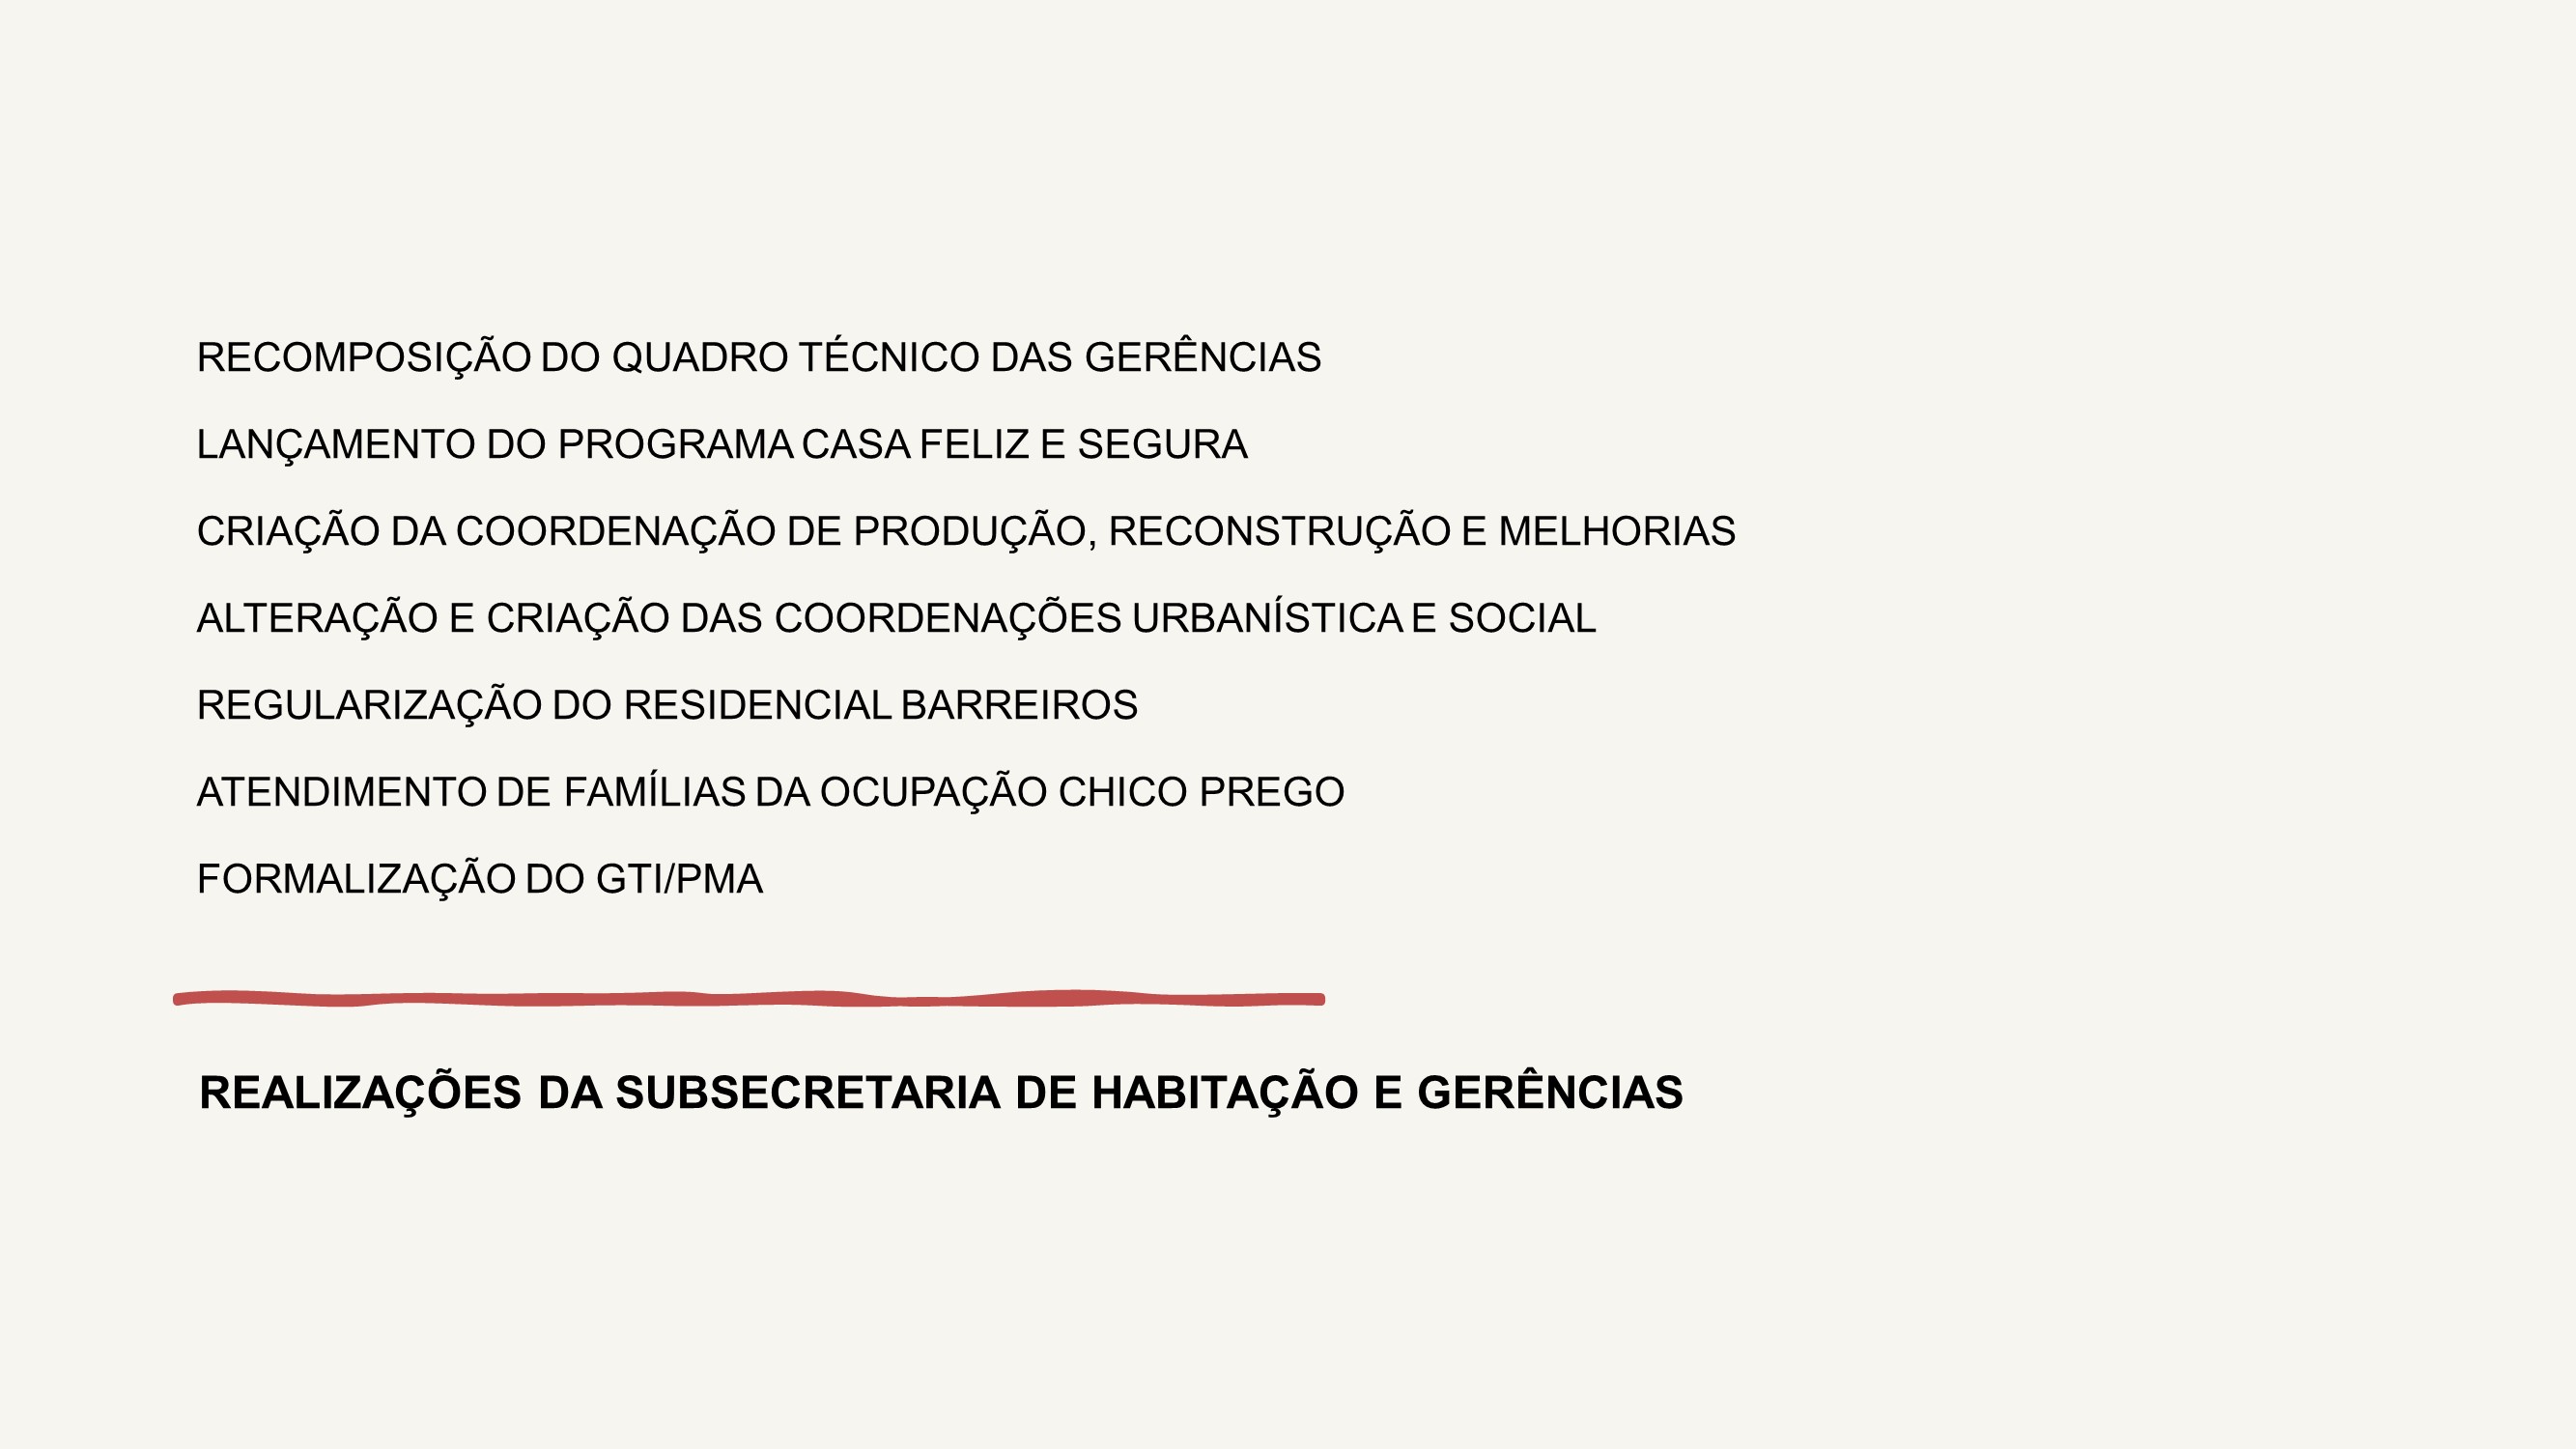 RECOMPOSIÇÃO DO QUADRO TÉCNICO DAS GERÊNCIAS
LANÇAMENTO DO PROGRAMA CASA FELIZ E SEGURA
CRIAÇÃO DA COORDENAÇÃO DE PRODUÇÃO, RECONSTRUÇÃO E MELHORIAS
ALTERAÇÃO E CRIAÇÃO DAS COORDENAÇÕES URBANÍSTICA E SOCIAL
REGULARIZAÇÃO DO RESIDENCIAL BARREIROS
ATENDIMENTO DE FAMÍLIAS DA OCUPAÇÃO CHICO PREGO
FORMALIZAÇÃO DO GTI/PMA
REALIZAÇÕES DA SUBSECRETARIA DE HABITAÇÃO E GERÊNCIAS